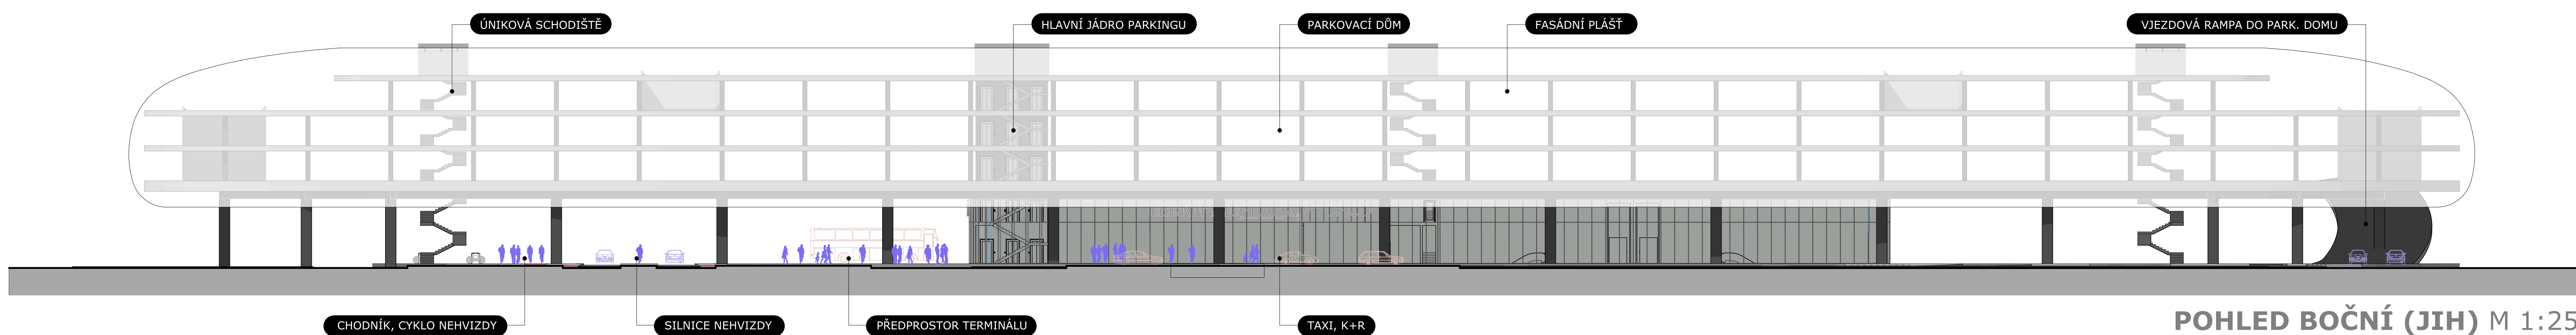 ÚNIKOVÁ SCHODIŠTĚ
HLAVNÍ JÁDRO PARKINGU
PARKOVACÍ DŮM
FASÁDNÍ PLÁŠŤ
VJEZDOVÁ RAMPA DO PARK. DOMU
CHODNÍK, CYKLO NEHVIZDY
SILNICE NEHVIZDY
PŘEDPROSTOR TERMINÁLU
TAXI, K+R
POHLED BOČNÍ (JIH) M 1:25